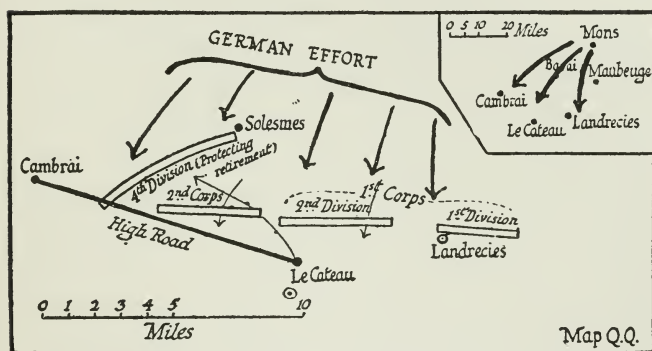 GERMAN EFFORT
0 5 10 20 Miles
Mons
Bavai
Maubeuge
Cambrai
Le Cateau
Landrecies
Solesmes
Cambrai
4th Division (Protecting
retirement)
2nd Corps
1st Corps
2nd Division
1st Division
High Road
Landrecies
Le Cateau
0 1 2 3 4 5 10
Miles
Map Q.Q.